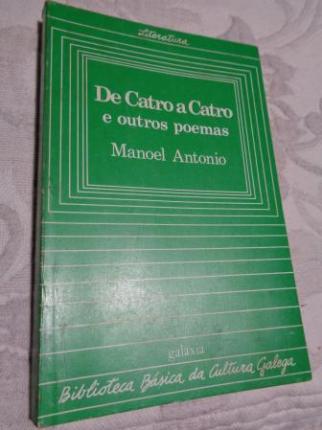 Literatura
De Catro a Catro
e outros poemas
Manoel Antonio
galaxia
Biblioteca Básica da Cultura Galega